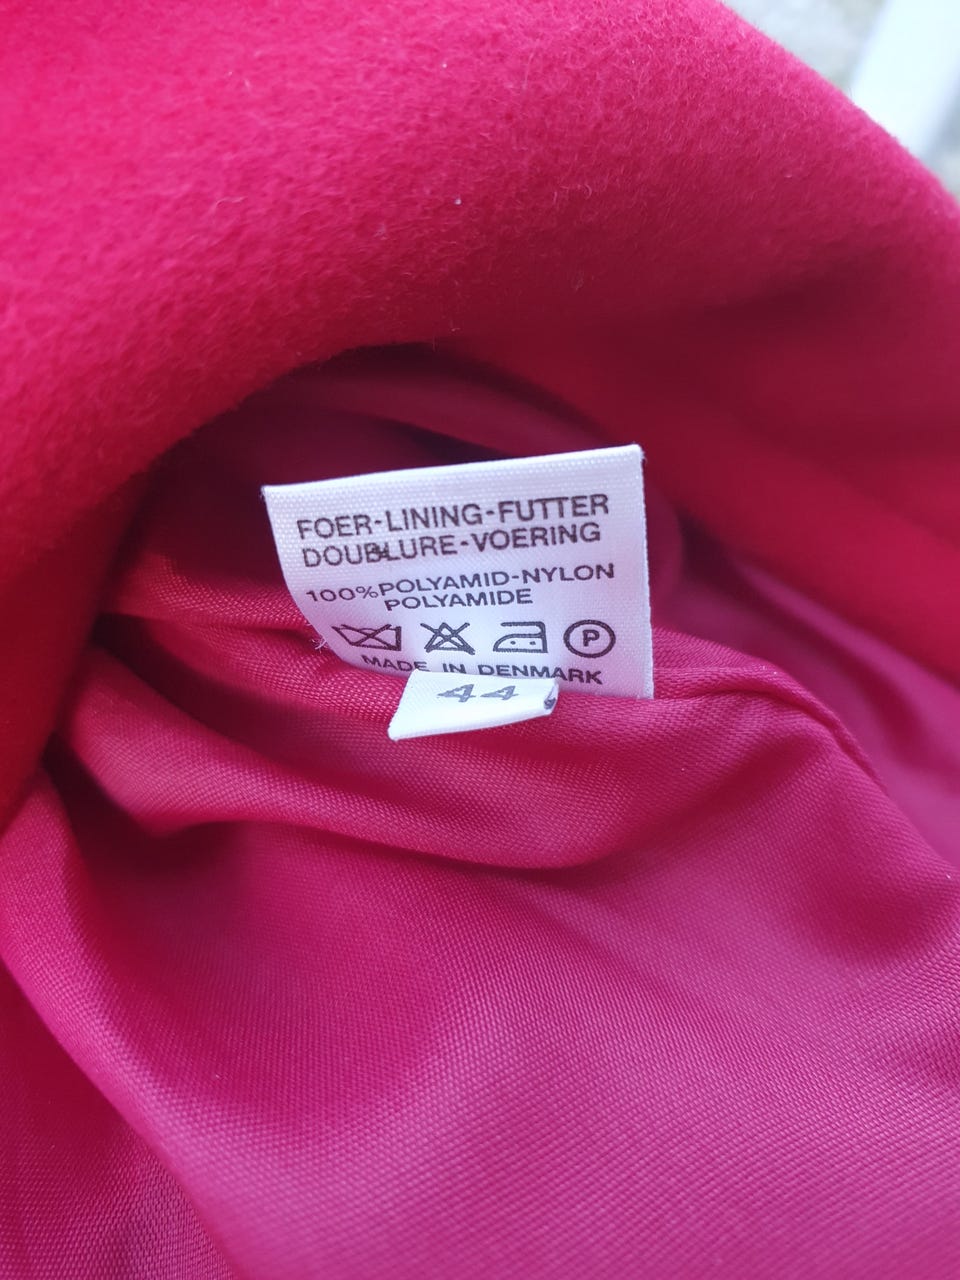 FOER-LINING-FUTTER
DOUBLURE-VOERING
100%POLYAMID-NYLON
POLYAMIDE
P
MADE IN DENMARK
44